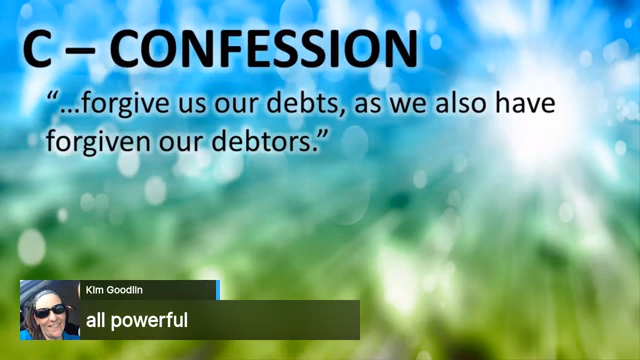 C – CONFESSION
“…forgive us our debts, as we also have
forgiven our debtors.”
Kim Goodlin
all powerful